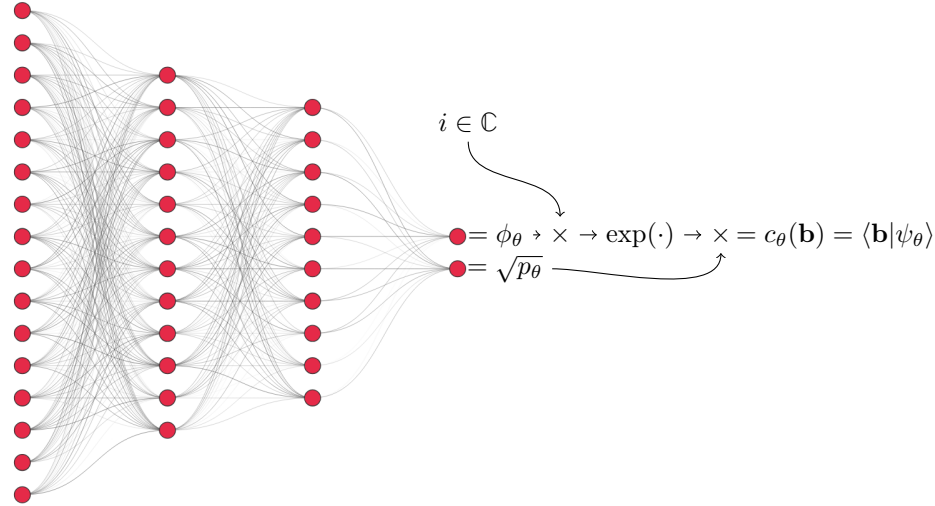 i ∈ ℂ
= ϕ_θ → × → exp(·) → × = c_θ(𝐛) = ⟨𝐛|ψ_θ⟩
= √p_θ